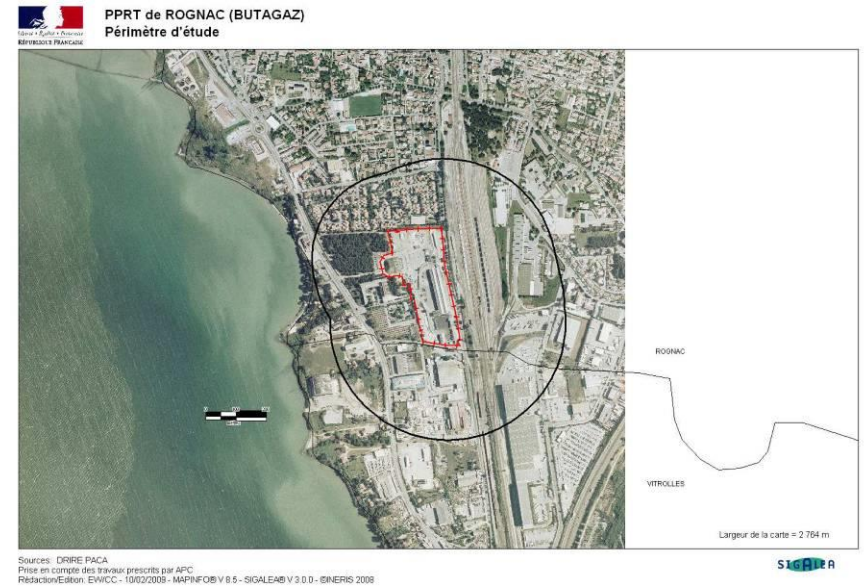 PPRT de ROGNAC (BUTAGAZ)
Périmètre d'étude
RÉPUBLIQUE FRANÇAISE
ROGNAC
VITROLLES
Largeur de la carte = 2 764 m
Sources: DRIRE PACA
Prise en compte des travaux prescrits par APC
Rédaction/Edition: EW/CC - 10/02/2009 - MAPINFO® V 8.5 - SIGALEA® V 3.0.0 - ©INERIS 2008
SIGALEA